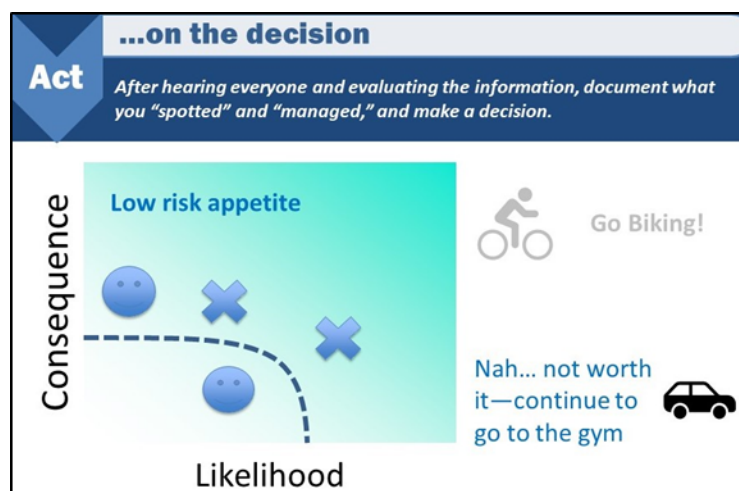 ...on the decision
Act
After hearing everyone and evaluating the information, document what
you “spotted” and “managed,” and make a decision.
Low risk appetite
Consequence
Likelihood
Go Biking!
Nah... not worth
it—continue to
go to the gym